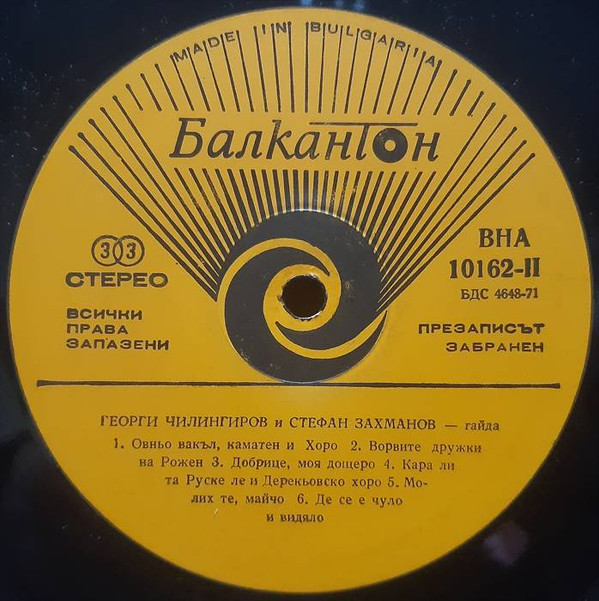 MADE IN BULGARIA
Балкантон
33
СТЕРЕО
ВСИЧКИ
ПРАВА
ЗАПАЗЕНИ
ВНА
10162-II
БДС 4648-71
ПРЕЗАПИСЪТ
ЗАБРАНЕН
ГЕОРГИ ЧИЛИНГИРОВ и СТЕФАН ЗАХМАНОВ — гайда
1. Овньо вакъл, каматен и Хоро 2. Ворвите дружки
на Рожен 3. Добрице, моя дощеро 4. Кара ли
та Руске ле и Дерекьовско хоро 5. Мо-
лих те, майчо 6. Де се е чуло
и видяло